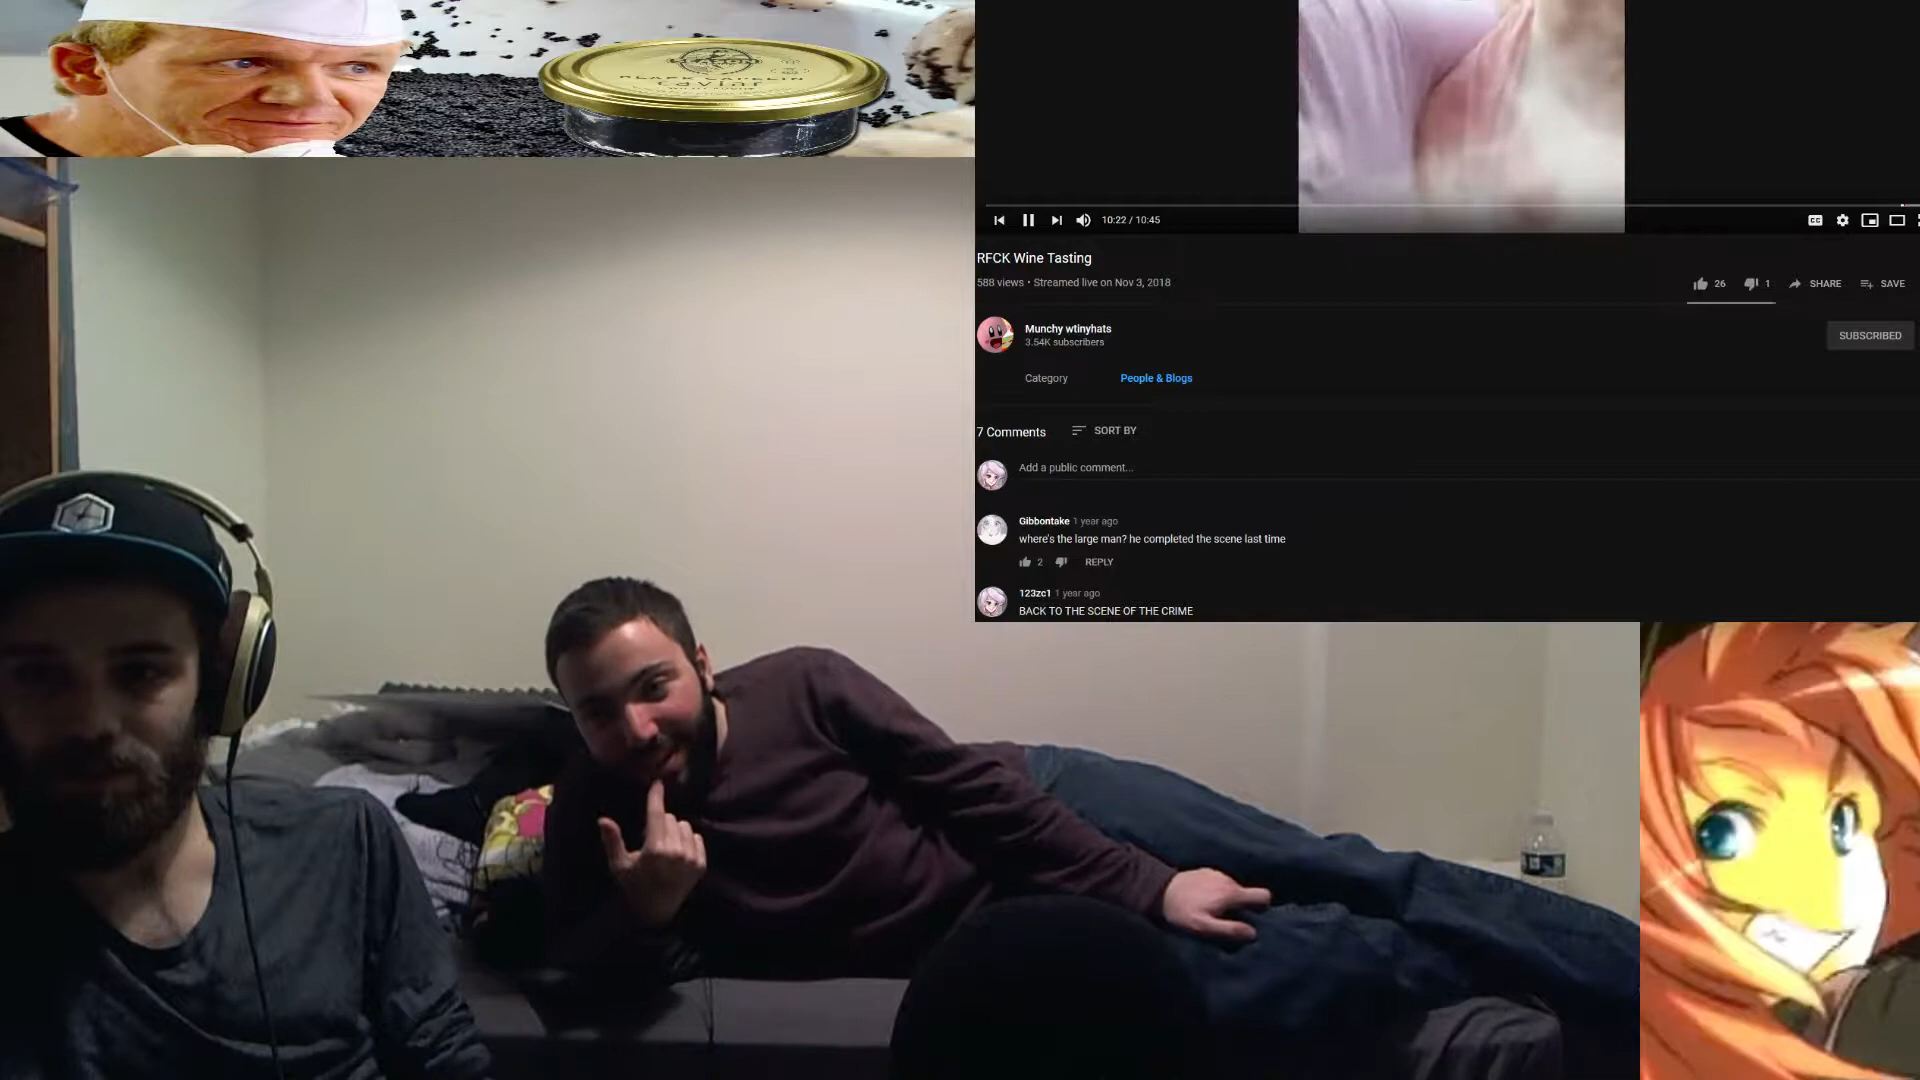 caviar
10:22 / 10:45
CC
RFCK Wine Tasting
588 views • Streamed live on Nov 3, 2018
26
1
SHARE
SAVE
Munchy wtinyhats
3.54K subscribers
SUBSCRIBED
Category
People & Blogs
7 Comments
SORT BY
Add a public comment...
Gibbontake 1 year ago
where's the large man? he completed the scene last time
2
REPLY
123zc1 1 year ago
BACK TO THE SCENE OF THE CRIME